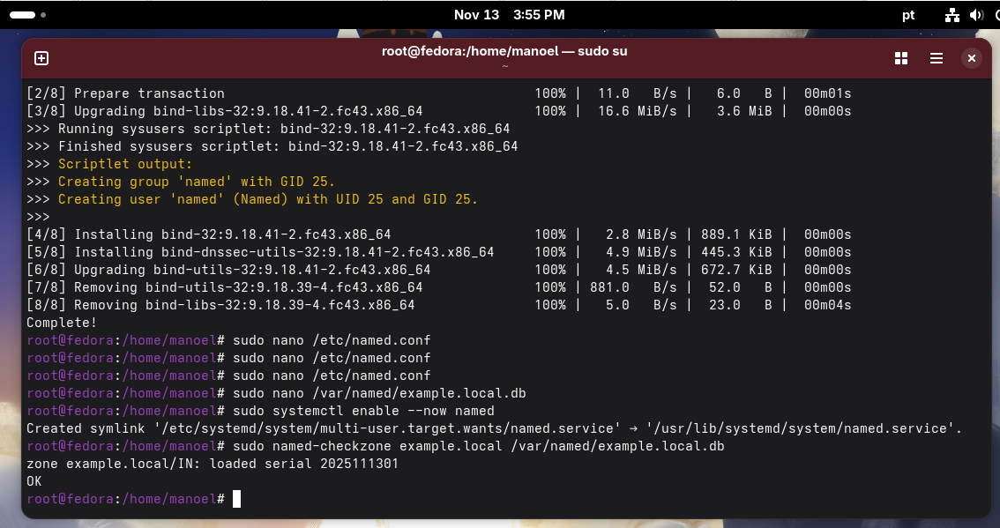 Nov 13 3:55 PM
pt
root@fedora:/home/manoel — sudo su
~
[2/8] Prepare transaction 100% | 11.0 B/s | 6.0 B | 00m01s
[3/8] Upgrading bind-libs-32:9.18.41-2.fc43.x86_64 100% | 16.6 MiB/s | 3.6 MiB | 00m00s
>>> Running sysusers scriptlet: bind-32:9.18.41-2.fc43.x86_64
>>> Finished sysusers scriptlet: bind-32:9.18.41-2.fc43.x86_64
>>> Scriptlet output:
>>> Creating group 'named' with GID 25.
>>> Creating user 'named' (Named) with UID 25 and GID 25.
>>>
[4/8] Installing bind-32:9.18.41-2.fc43.x86_64 100% | 2.8 MiB/s | 889.1 KiB | 00m00s
[5/8] Installing bind-dnssec-utils-32:9.18.41-2.fc43.x86_64 100% | 4.9 MiB/s | 445.3 KiB | 00m00s
[6/8] Upgrading bind-utils-32:9.18.41-2.fc43.x86_64 100% | 4.5 MiB/s | 672.7 KiB | 00m00s
[7/8] Removing bind-utils-32:9.18.39-4.fc43.x86_64 100% | 881.0 B/s | 52.0 B | 00m00s
[8/8] Removing bind-libs-32:9.18.39-4.fc43.x86_64 100% | 5.0 B/s | 23.0 B | 00m04s
Complete!
root@fedora:/home/manoel# sudo nano /etc/named.conf
root@fedora:/home/manoel# sudo nano /etc/named.conf
root@fedora:/home/manoel# sudo nano /etc/named.conf
root@fedora:/home/manoel# sudo nano /var/named/example.local.db
root@fedora:/home/manoel# sudo systemctl enable --now named
Created symlink '/etc/systemd/system/multi-user.target.wants/named.service' → '/usr/lib/systemd/system/named.service'.
root@fedora:/home/manoel# sudo named-checkzone example.local /var/named/example.local.db
zone example.local/IN: loaded serial 2025111301
OK
root@fedora:/home/manoel#